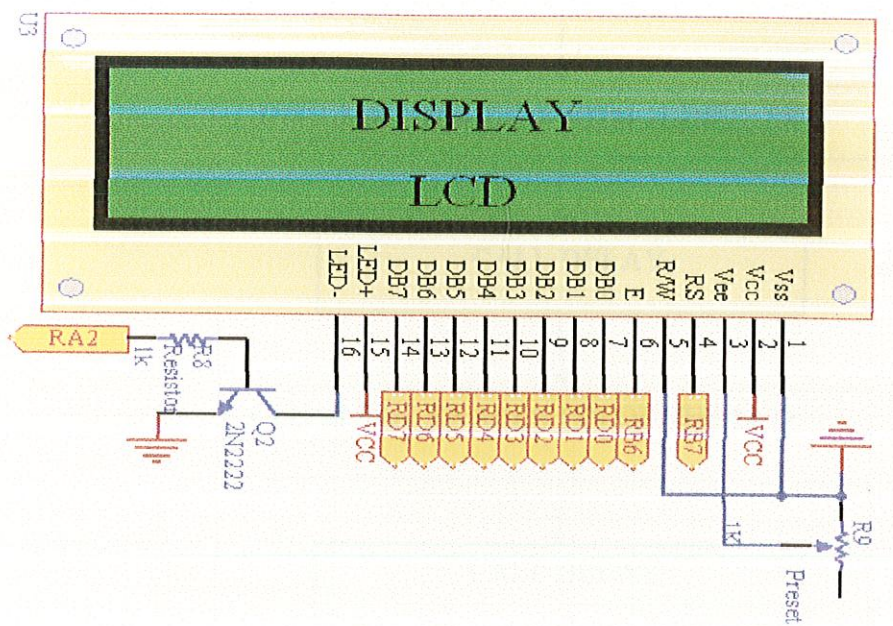 U3
DISPLAY
LCD
LED-
LED+
DB7
DB6
DB5
DB4
DB3
DB2
DB1
DB0
E
R/W
RS
Vee
Vcc
Vss
16
15
14
13
12
11
10
9
8
7
6
5
4
3
2
1
RA2
1k
R8
Resistor
Q2
2N2222
VCC
RD7
RD6
RD5
RD4
RD3
RD2
RD1
RD0
RB6
RB7
VCC
1K
R9
Preset